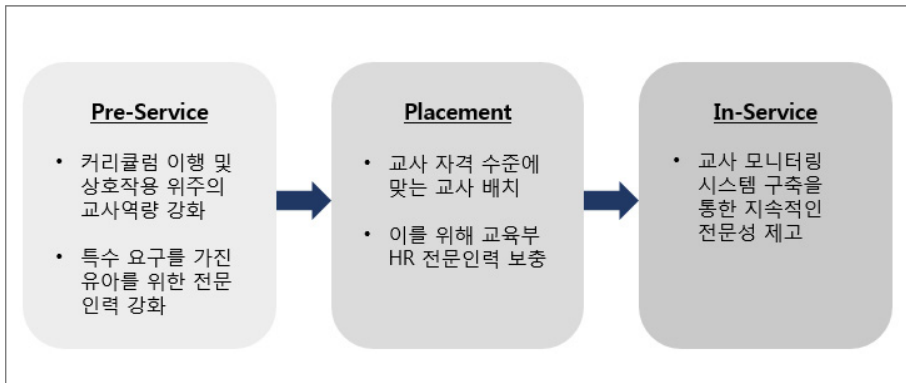 Pre-Service
• 커리큘럼 이행 및
상호작용 위주의
교사역량 강화
• 특수 요구를 가진
유아를 위한 전문
인력 강화
Placement
• 교사 자격 수준에
맞는 교사 배치
• 이를 위해 교육부
HR 전문인력 보충
In-Service
• 교사 모니터링
시스템 구축을
통한 지속적인
전문성 제고